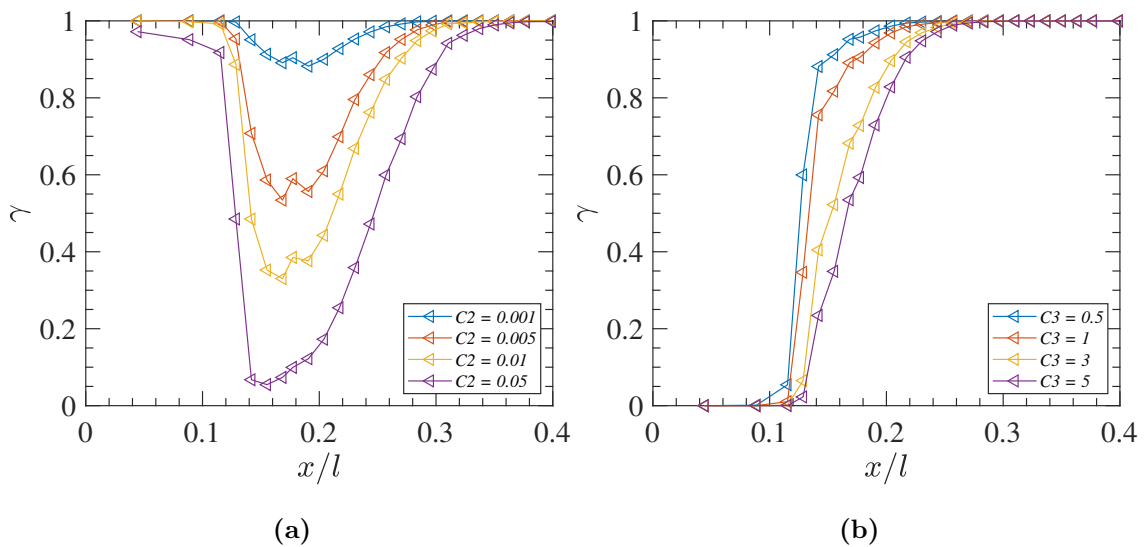 1
0.8
0.6
0.4
0.2
0
γ
0 0.1 0.2 0.3 0.4
x/l
C2 = 0.001
C2 = 0.005
C2 = 0.01
C2 = 0.05
(a)
1
0.8
0.6
0.4
0.2
0
γ
0 0.1 0.2 0.3 0.4
x/l
C3 = 0.5
C3 = 1
C3 = 3
C3 = 5
(b)